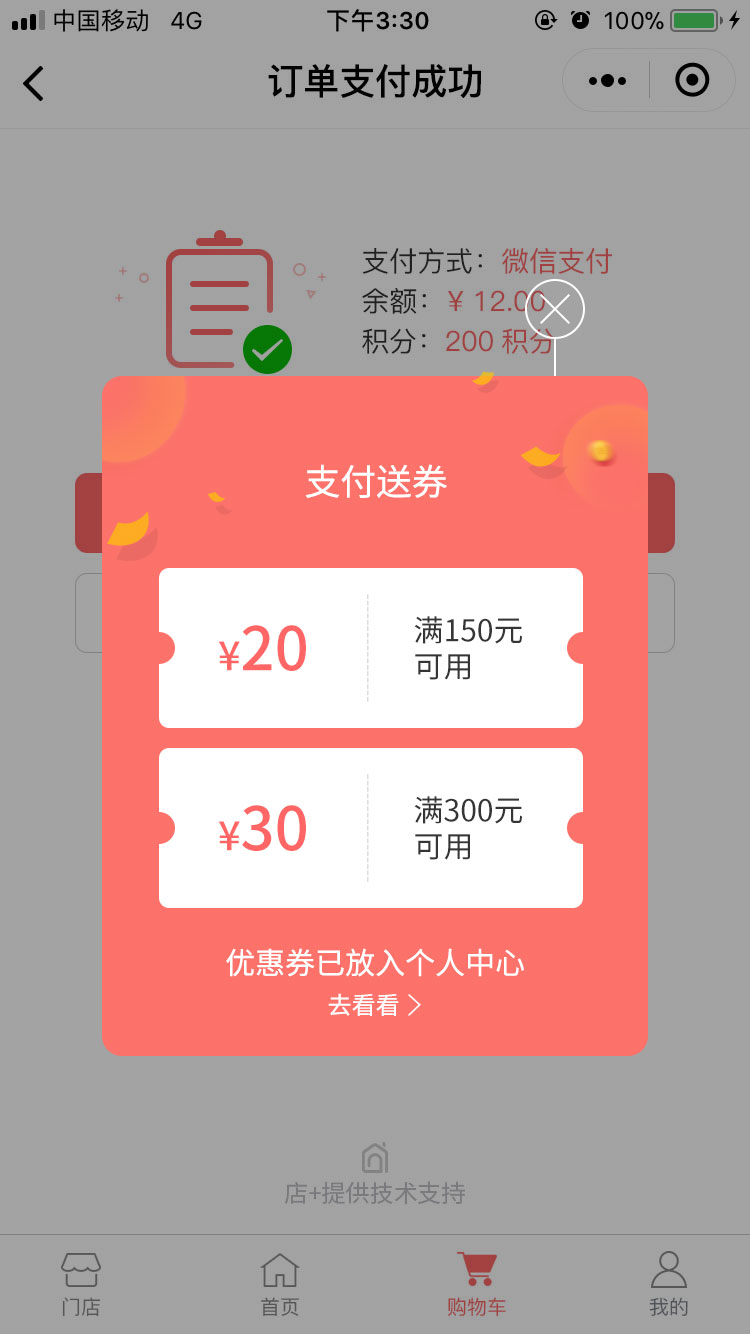 中国移动 4G 下午3:30 100%
订单支付成功
支付方式：微信支付
余额：¥ 12.00
积分：200 积分
支付送券
¥20
满150元
可用
¥30
满300元
可用
优惠券已放入个人中心
去看看
店+提供技术支持
门店 首页 购物车 我的